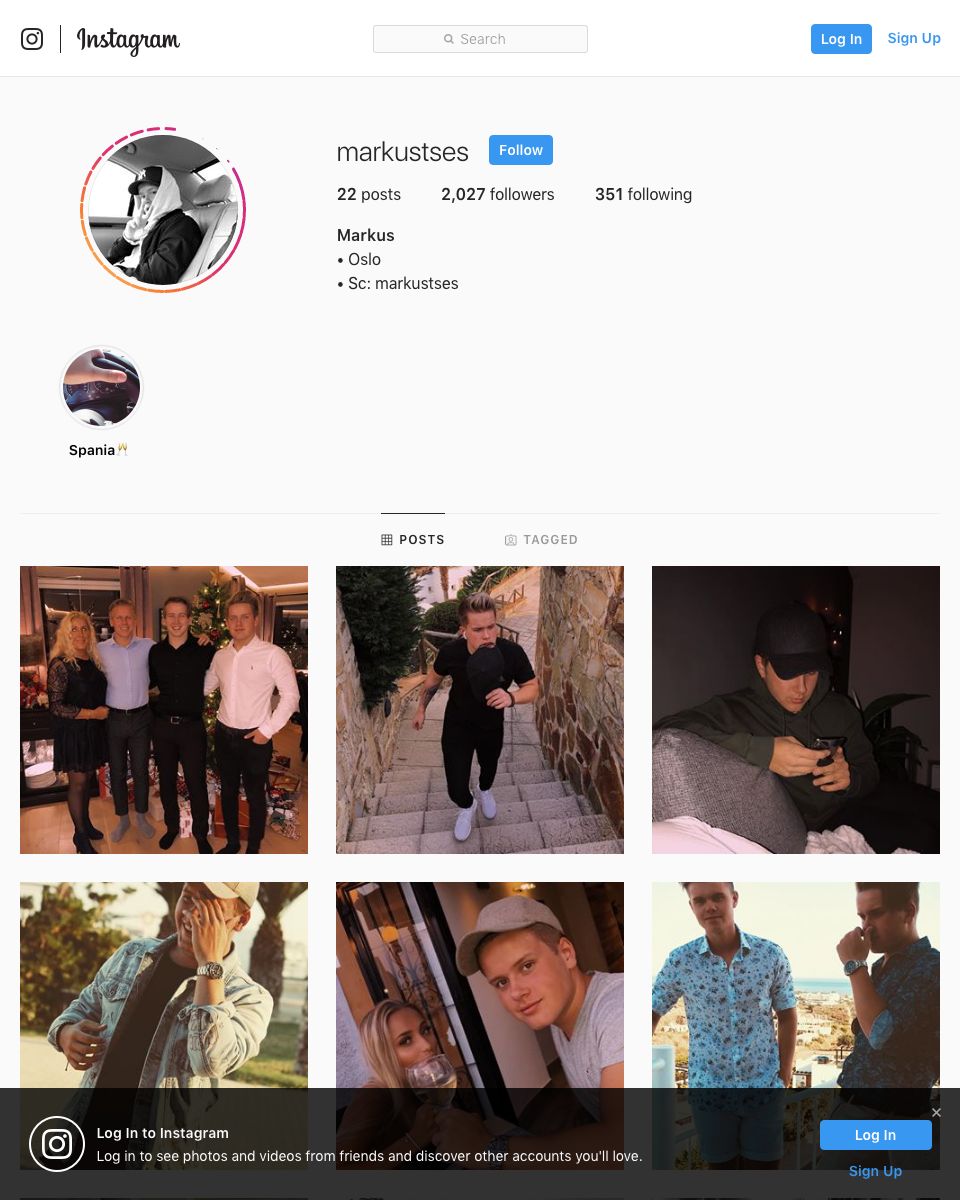 Instagram
Search
Log In
Sign Up
markustses
Follow
22 posts
2,027 followers
351 following
Markus
• Oslo
• Sc: markustses
Spania🥂
POSTS
TAGGED
Log In to Instagram
Log in to see photos and videos from friends and discover other accounts you'll love.
Log In
Sign Up